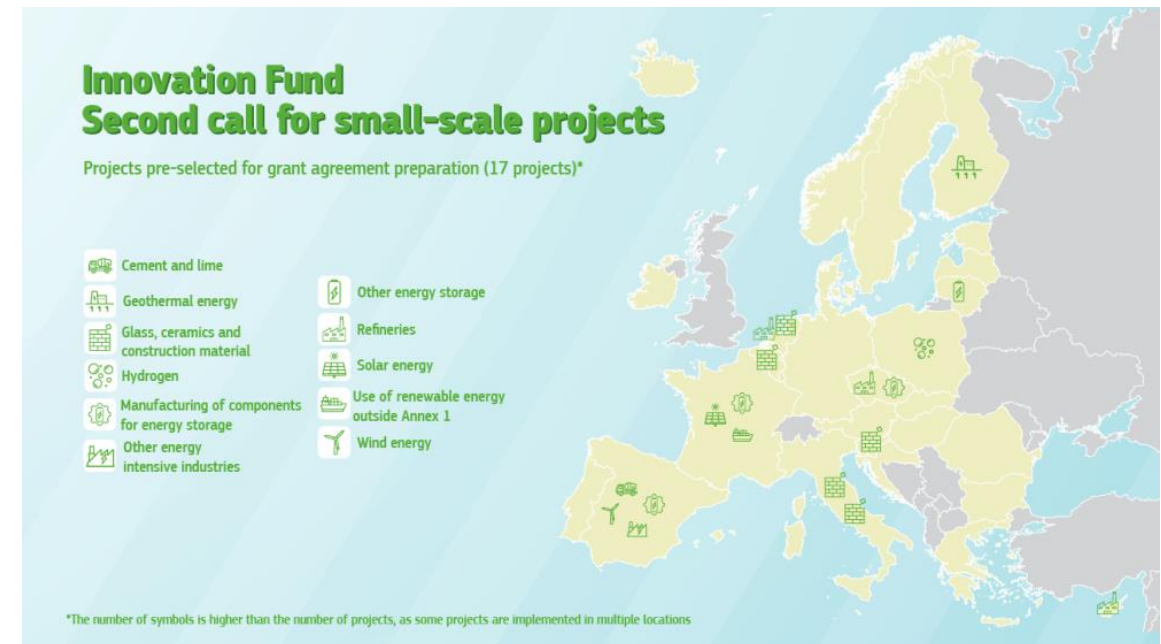 Innovation Fund
Second call for small-scale projects
Projects pre-selected for grant agreement preparation (17 projects)*
Cement and lime
Geothermal energy
Glass, ceramics and
construction material
Hydrogen
Manufacturing of components
for energy storage
Other energy
intensive industries
Other energy storage
Refineries
Solar energy
Use of renewable energy
outside Annex 1
Wind energy
*The number of symbols is higher than the number of projects, as some projects are implemented in multiple locations